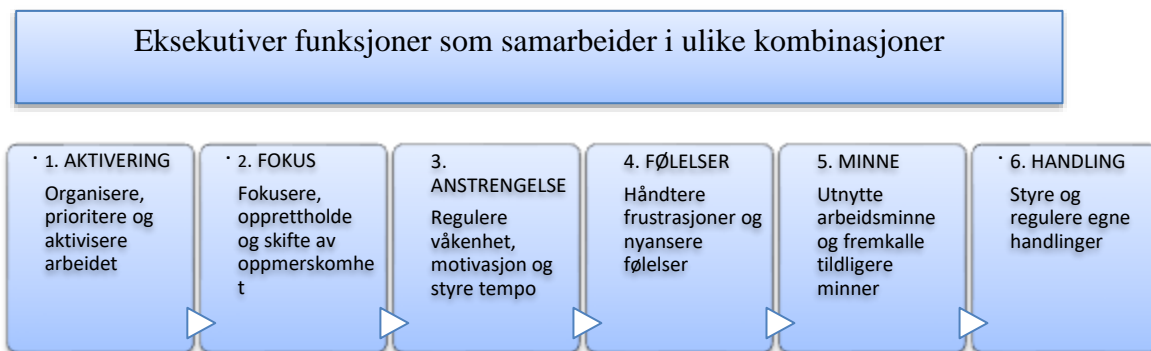 Eksekutiver funksjoner som samarbeider i ulike kombinasjoner
· 1. AKTIVERING
Organisere,
prioritere og
aktivisere
arbeidet
· 2. FOKUS
Fokusere,
opprettholde
og skifte av
oppmerskomhe
t
3.
ANSTRENGELSE
Regulere
våkenhet,
motivasjon og
styre tempo
4. FØLELSER
Håndtere
frustrasjoner og
nyansere
følelser
5. MINNE
Utnytte
arbeidsminne
og fremkalle
tildligere
minner
· 6. HANDLING
Styre og
regulere egne
handlinger